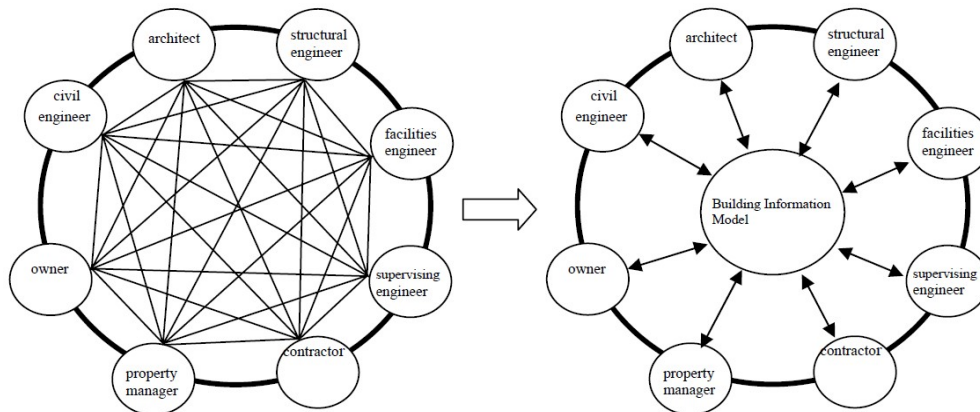 architect
structural
engineer
civil
engineer
facilities
engineer
owner
supervising
engineer
property
manager
contractor
architect
structural
engineer
civil
engineer
facilities
engineer
Building Information
Model
owner
supervising
engineer
property
manager
contractor